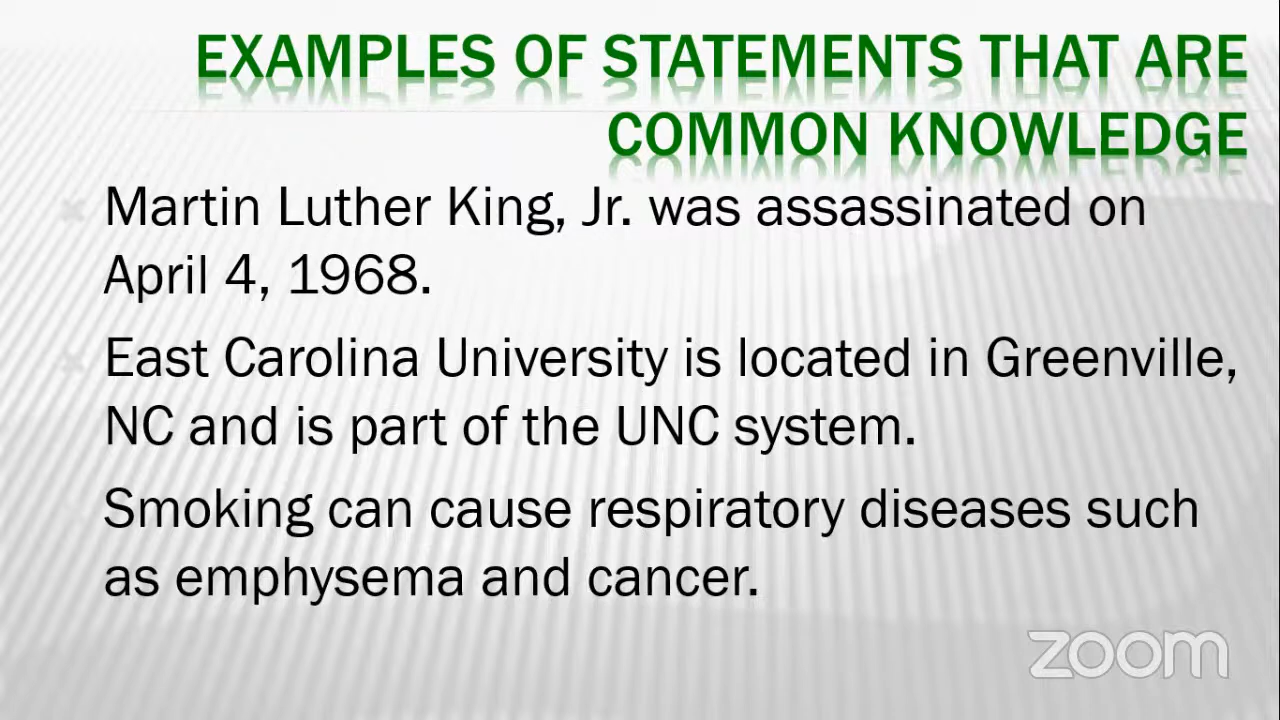 EXAMPLES OF STATEMENTS THAT ARE
COMMON KNOWLEDGE
Martin Luther King, Jr. was assassinated on
April 4, 1968.
East Carolina University is located in Greenville,
NC and is part of the UNC system.
Smoking can cause respiratory diseases such
as emphysema and cancer.
zoom